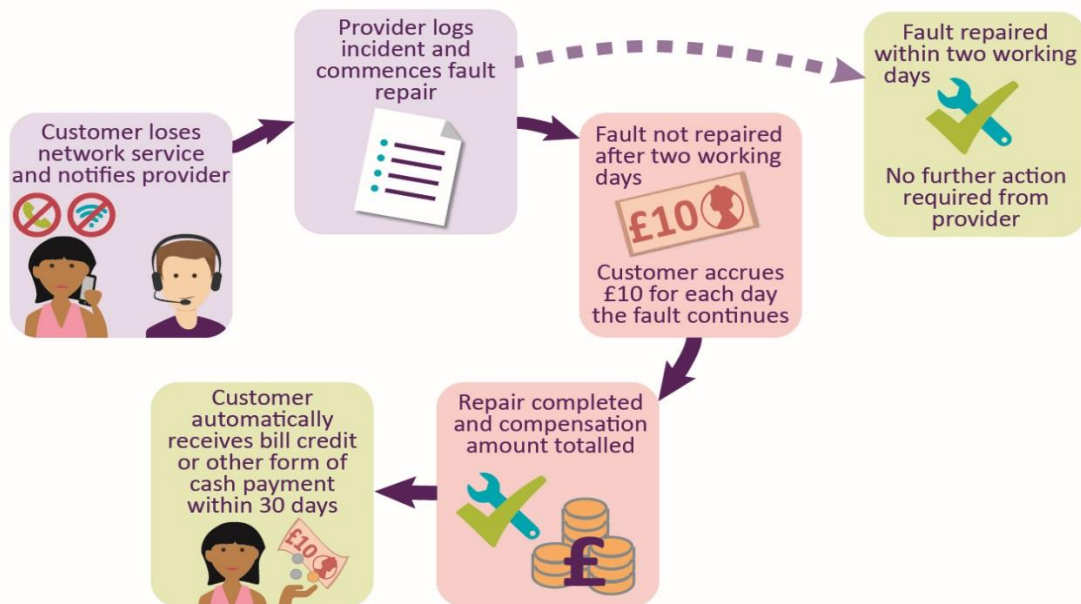 Customer loses
network service
and notifies provider
Provider logs
incident and
commences fault
repair
Fault repaired
within two working
days
No further action
required from
provider
Fault not repaired
after two working
days
£10
Customer accrues
£10 for each day
the fault continues
Repair completed
and compensation
amount totalled
£
Customer
automatically
receives bill credit
or other form of
cash payment
within 30 days
£10